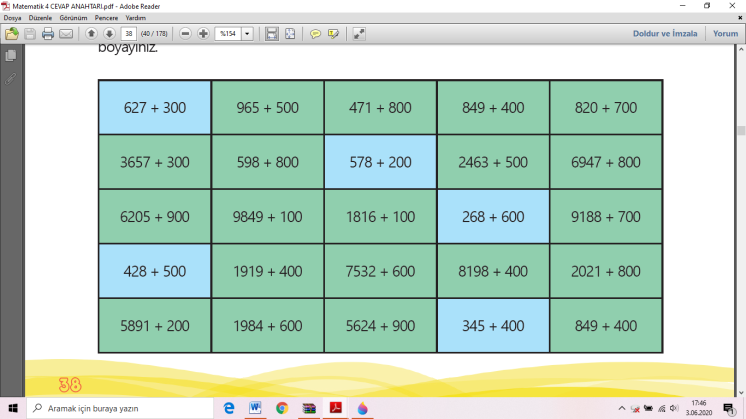 Matematik 4 CEVAP ANAHTARI.pdf - Adobe Reader
Dosya Düzenle Görünüm Pencere Yardım
38 (40 / 178) %154 Doldur ve İmzala Yorum
boyayınız.
627 + 300 965 + 500 471 + 800 849 + 400 820 + 700
3657 + 300 598 + 800 578 + 200 2463 + 500 6947 + 800
6205 + 900 9849 + 100 1816 + 100 268 + 600 9188 + 700
428 + 500 1919 + 400 7532 + 600 8198 + 400 2021 + 800
5891 + 200 1984 + 600 5624 + 900 345 + 400 849 + 400
38
Aramak için buraya yazın
17:46
3.06.2020